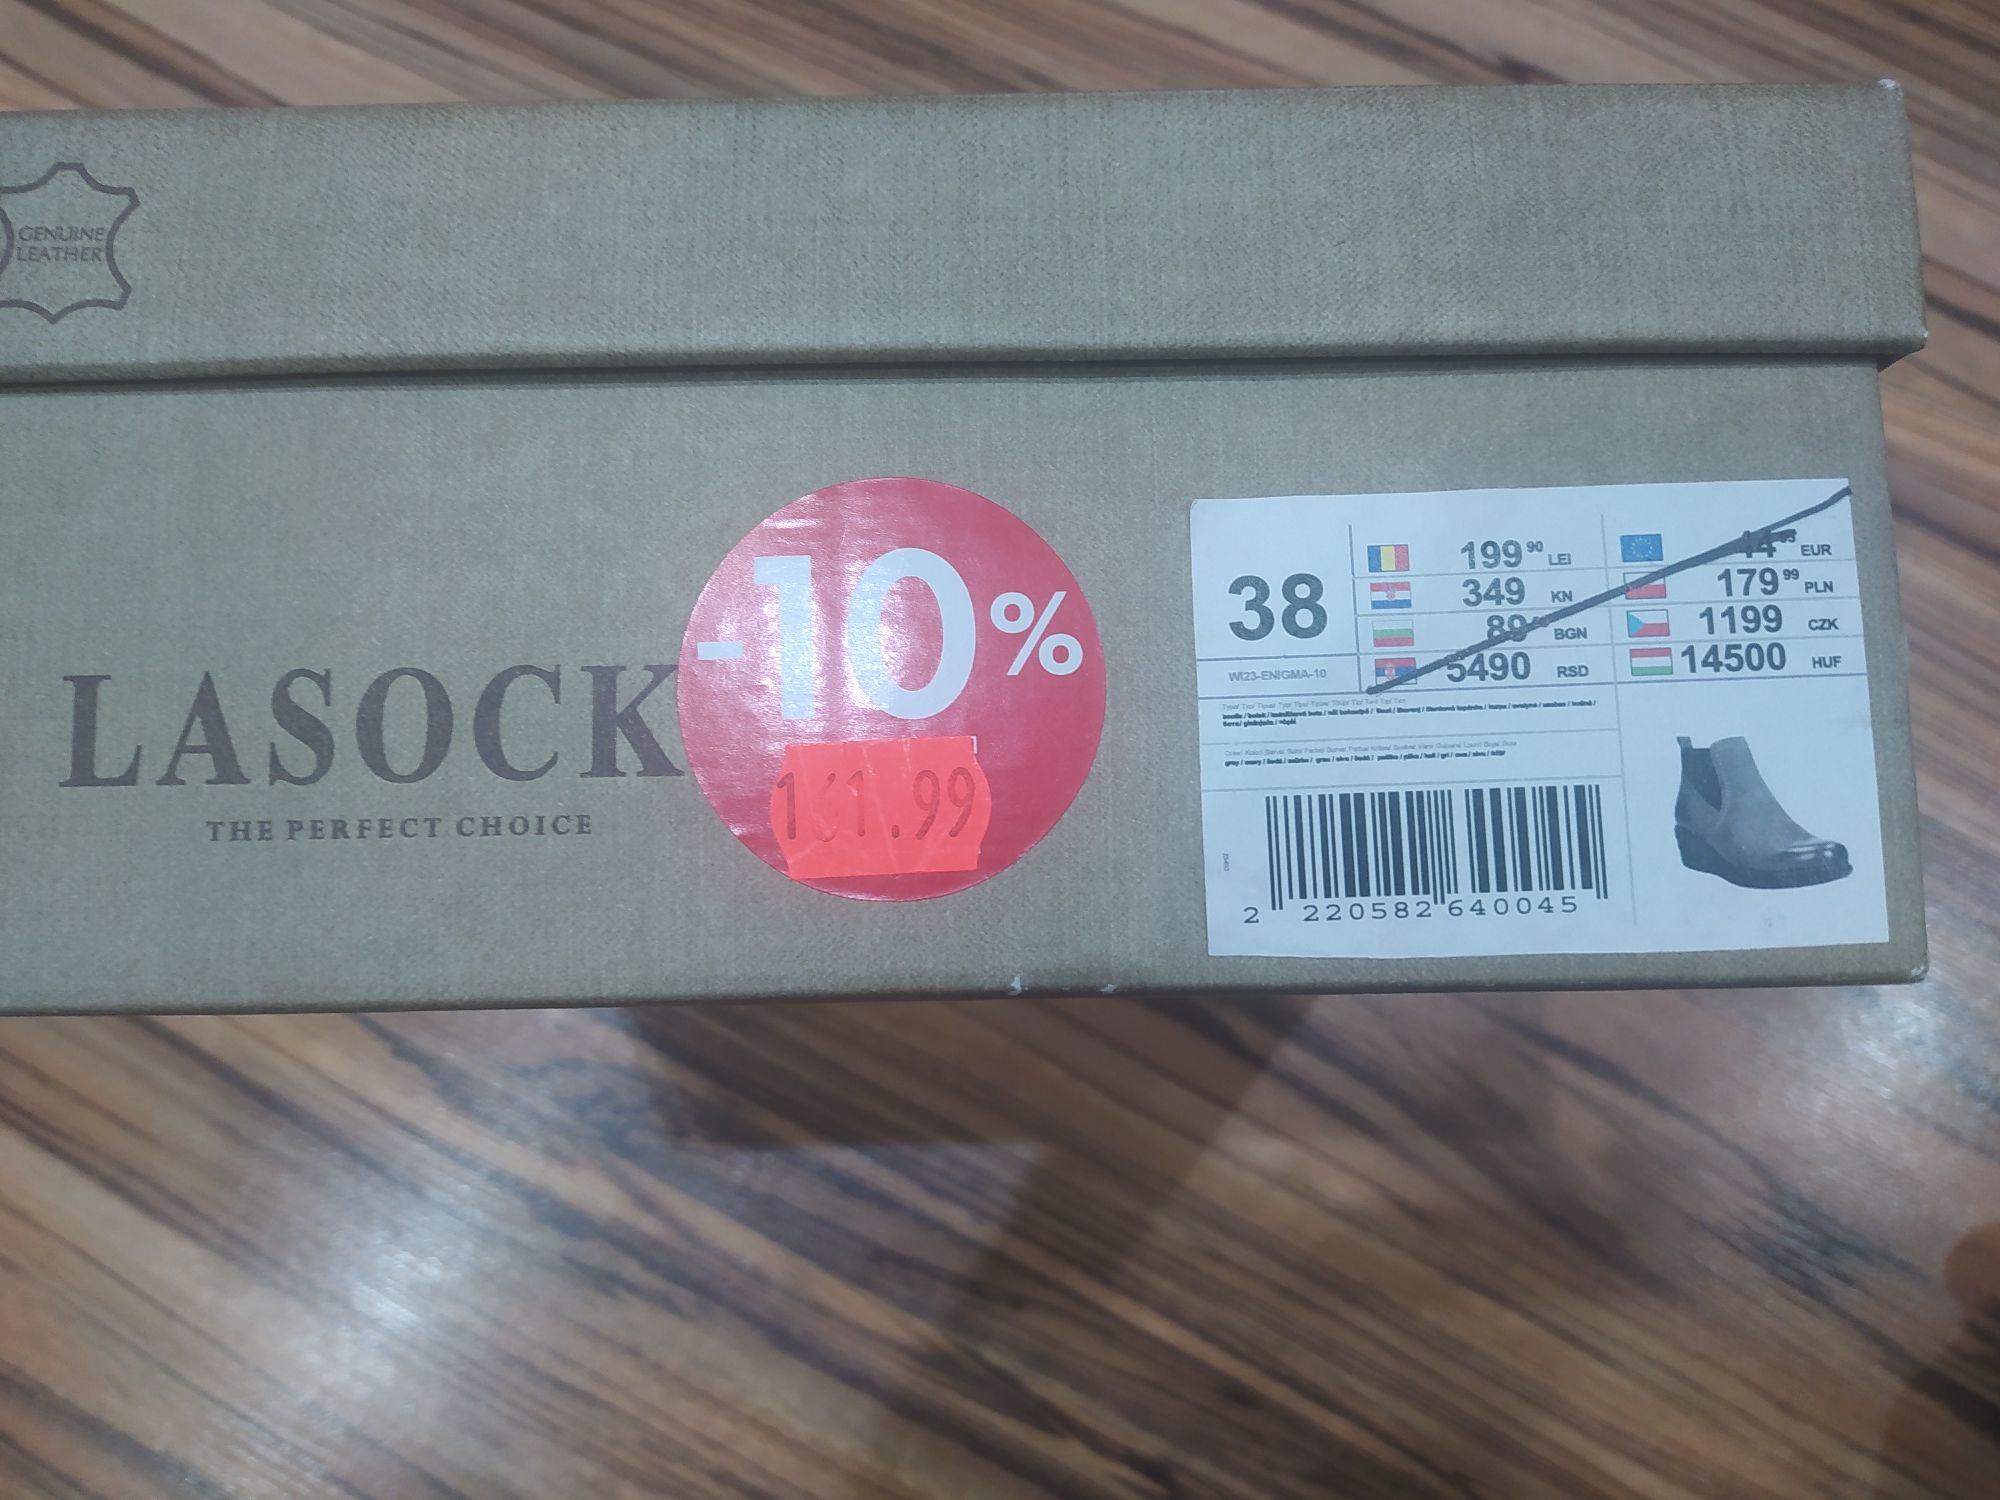 GENUINE
LEATHER
LASOCK
THE PERFECT CHOICE
-10%
161.99
38
WI23-ENIGMA-10
199 90 LEI
349 KN
BGN
5490 RSD
EUR
179 99 PLN
1199 CZK
14500 HUF
2 220582 640045